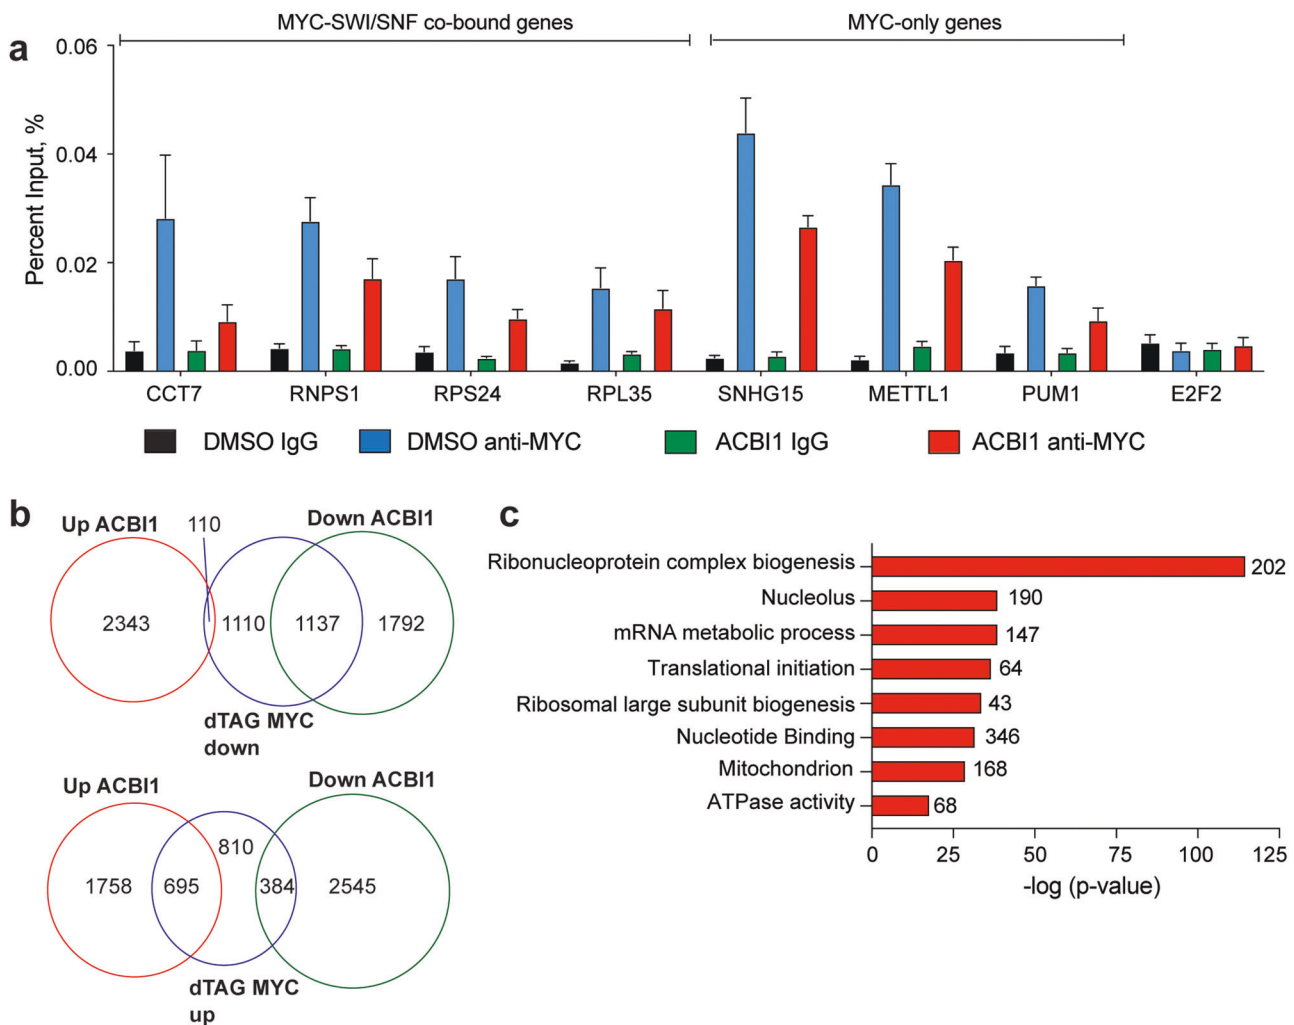 a
MYC-SWI/SNF co-bound genes
MYC-only genes
Percent Input, %
0.06
0.04
0.02
0.00
CCT7
RNPS1
RPS24
RPL35
SNHG15
METTL1
PUM1
E2F2
DMSO IgG
DMSO anti-MYC
ACBI1 IgG
ACBI1 anti-MYC
b
Up ACBI1
110
Down ACBI1
2343
1110
1137
1792
dTAG MYC
down
Up ACBI1
Down ACBI1
810
1758
695
384
2545
dTAG MYC
up
c
Ribonucleoprotein complex biogenesis
202
Nucleolus
190
mRNA metabolic process
147
Translational initiation
64
Ribosomal large subunit biogenesis
43
Nucleotide Binding
346
Mitochondrion
168
ATPase activity
68
0
25
50
75
100
125
-log (p-value)